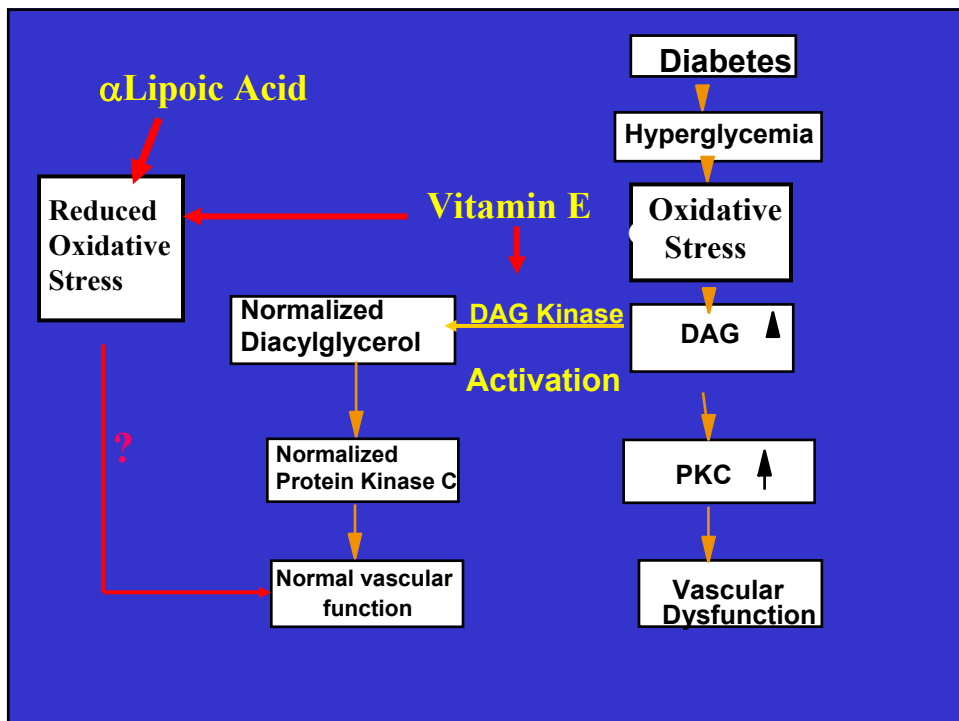 αLipoic Acid
Reduced
Oxidative
Stress
?
Vitamin E
DAG Kinase
Activation
Normalized
Diacylglycerol
Normalized
Protein Kinase C
Normal vascular
function
Diabetes
Hyperglycemia
Oxidative
Stress
DAG
PKC
Vascular
Dysfunction